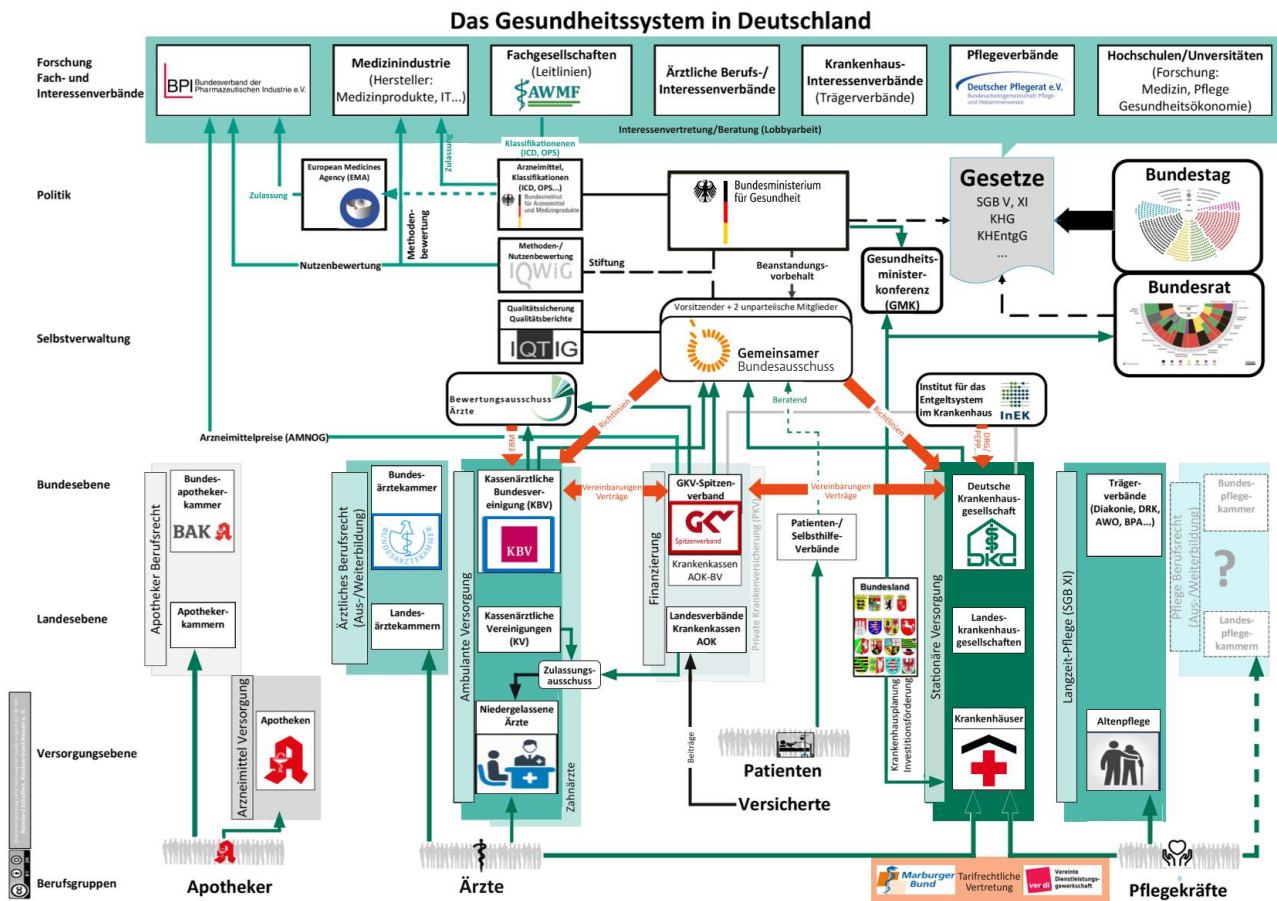 Das Gesundheitssystem in Deutschland
Forschung
Fach- und
Interessenverbände
BPI
Bundesverband der
Pharmazeutischen Industrie e.V.
Medizinindustrie
(Hersteller:
Medizinprodukte, IT...)
Fachgesellschaften
(Leitlinien)
AWMF
Ärztliche Berufs-/
Interessenverbände
Krankenhaus-
Interessenverbände
(Trägerverbände)
Pflegeverbände
Deutscher Pflegerat e.V.
Bundesarbeitsgemeinschaft Pflege-
und Hebammenwesen
Hochschulen/Unversitäten
(Forschung:
Medizin, Pflege
Gesundheitsökonomie)
Interessenvertretung/Beratung (Lobbyarbeit)
Zulassung
Klassifikationenen
(ICD, OPS)
Politik
European Medicines
Agency (EMA)
Zulassung
Arzneimittel,
Klassifikationen
(ICD, OPS...)
Bundesinstitut
für Arzneimittel
und Medizinprodukte
Bundesministerium
für Gesundheit
Gesetze
SGB V, XI
KHG
KHEntgG
...
Bundestag
Methoden-
bewertung
Nutzenbewertung
Methoden-/
Nutzenbewertung
IQWiG
Stiftung
Beanstandungs-
vorbehalt
Gesundheits-
minister-
konferenz
(GMK)
Bundesrat
Selbstverwaltung
Qualitätssicherung
Qualitätsberichte
IQTIG
Vorsitzender + 2 unparteiische Mitglieder
Gemeinsamer
Bundesausschuss
Bewertungsausschuss
Ärzte
EBM
Richtlinien
Beratend
Richtlinien
Institut für das
Entgeltsystem
im Krankenhaus
InEK
DRG/
PEPP...
Arzneimittelpreise (AMNOG)
Bundesebene
Apotheker Berufsrecht
Bundes-
apotheker-
kammer
BAK
Ärztliches Berufsrecht
(Aus-/Weiterbildung)
Bundes-
ärztekammer
BUNDESÄRZTEKAMMER
Ambulante Versorgung
Kassenärztliche
Bundesver-
einigung (KBV)
KBV
Vereinbarungen
Verträge
Finanzierung
GKV-Spitzen-
verband
GKV
Spitzenverband
Krankenkassen
AOK-BV
Private Krankenversicherung (PKV)
Vereinbarungen
Verträge
Patienten-/
Selbsthilfe-
Verbände
Stationäre Versorgung
Deutsche
Krankenhaus-
gesellschaft
DKG
Langzeit-Pflege (SGB XI)
Träger-
verbände
(Diakonie, DRK,
AWO, BPA...)
Pflege Berufsrecht
(Aus-/Weiterbildung)
Bundes-
pflege-
kammer
?
Landesebene
Apotheker-
kammern
Landes-
ärztekammern
Kassenärztliche
Vereinigungen
(KV)
Zulassungs-
ausschuss
Landesverbände
Krankenkassen
AOK
Bundesland
Landes-
krankenhaus-
gesellschaften
Landes-
pflege-
kammern
Versorgungsebene
Arzneimittel Versorgung
Apotheken
Niedergelassene
Ärzte
Zahnärzte
Beiträge
Patienten
Versicherte
Krankenhausplanung
Investitionsförderung
Krankenhäuser
Altenpflege
Berufsgruppen
Apotheker
Ärzte
Marburger
Bund
Tarifrechtliche
Vertretung
ver.di
Vereinte
Dienstleistungs-
gewerkschaft
Pflegekräfte
0